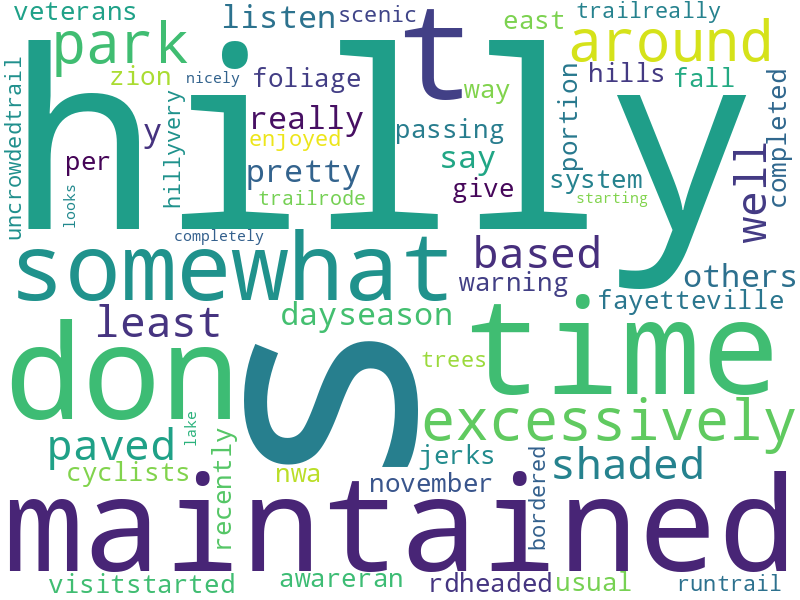 veterans
listen
scenic
t
east
trailreally
park
around
zion
nicely
foliage
way
hills
fall
hilly
uncrowdedtrail
y
hillyvery
really
enjoyed
passing
portion
completed
per
pretty
say
system
well
looks
trailrode
give
starting
completely
somewhat
based
warning
others
fayetteville
least
dayseason
time
don
s
trees
excessively
paved
lake
cyclists
recently
nwa
jerks
november
bordered
shaded
maintained
visitstarted
awareran
rdheaded
usual
runtrail